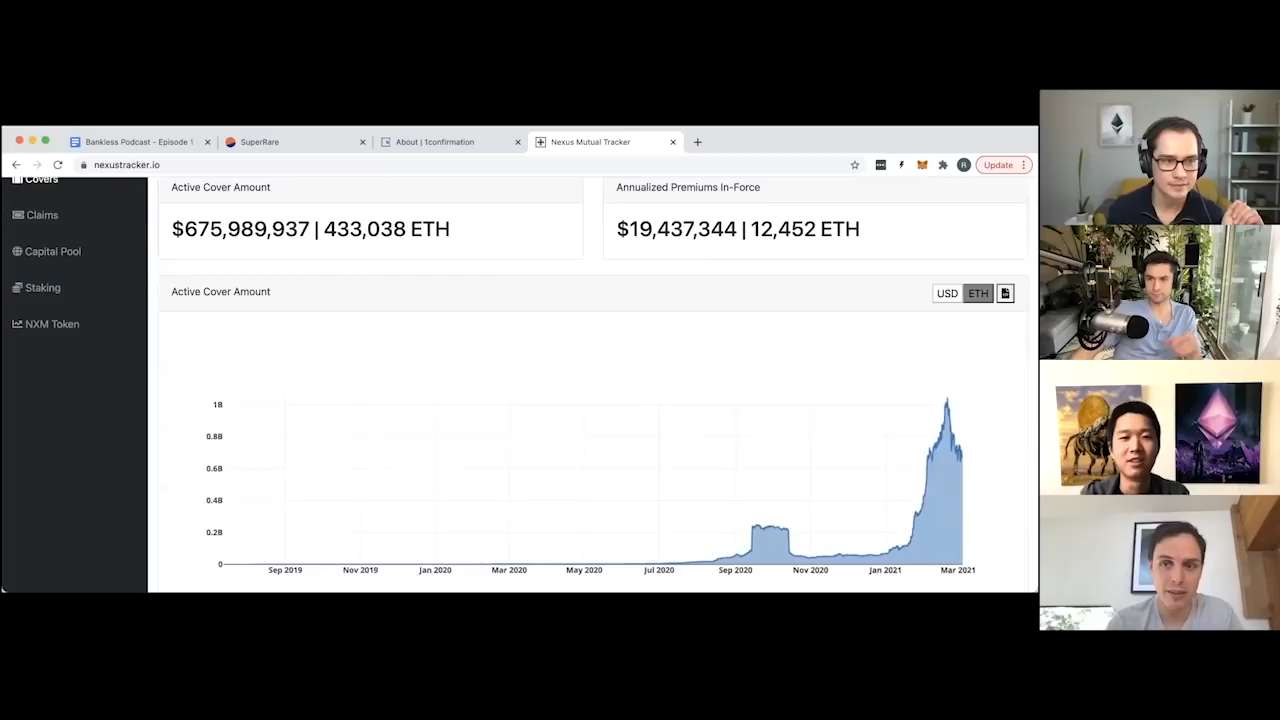 Bankless Podcast - Episode 1
SuperRare
About | 1confirmation
Nexus Mutual Tracker
nexustracker.io
R
Update
Covers
Claims
Capital Pool
Staking
NXM Token
Active Cover Amount
$675,989,937 | 433,038 ETH
Annualized Premiums In-Force
$19,437,344 | 12,452 ETH
Active Cover Amount
USD ETH
1B
0.8B
0.6B
0.4B
0.2B
0
Sep 2019 Nov 2019 Jan 2020 Mar 2020 May 2020 Jul 2020 Sep 2020 Nov 2020 Jan 2021 Mar 2021